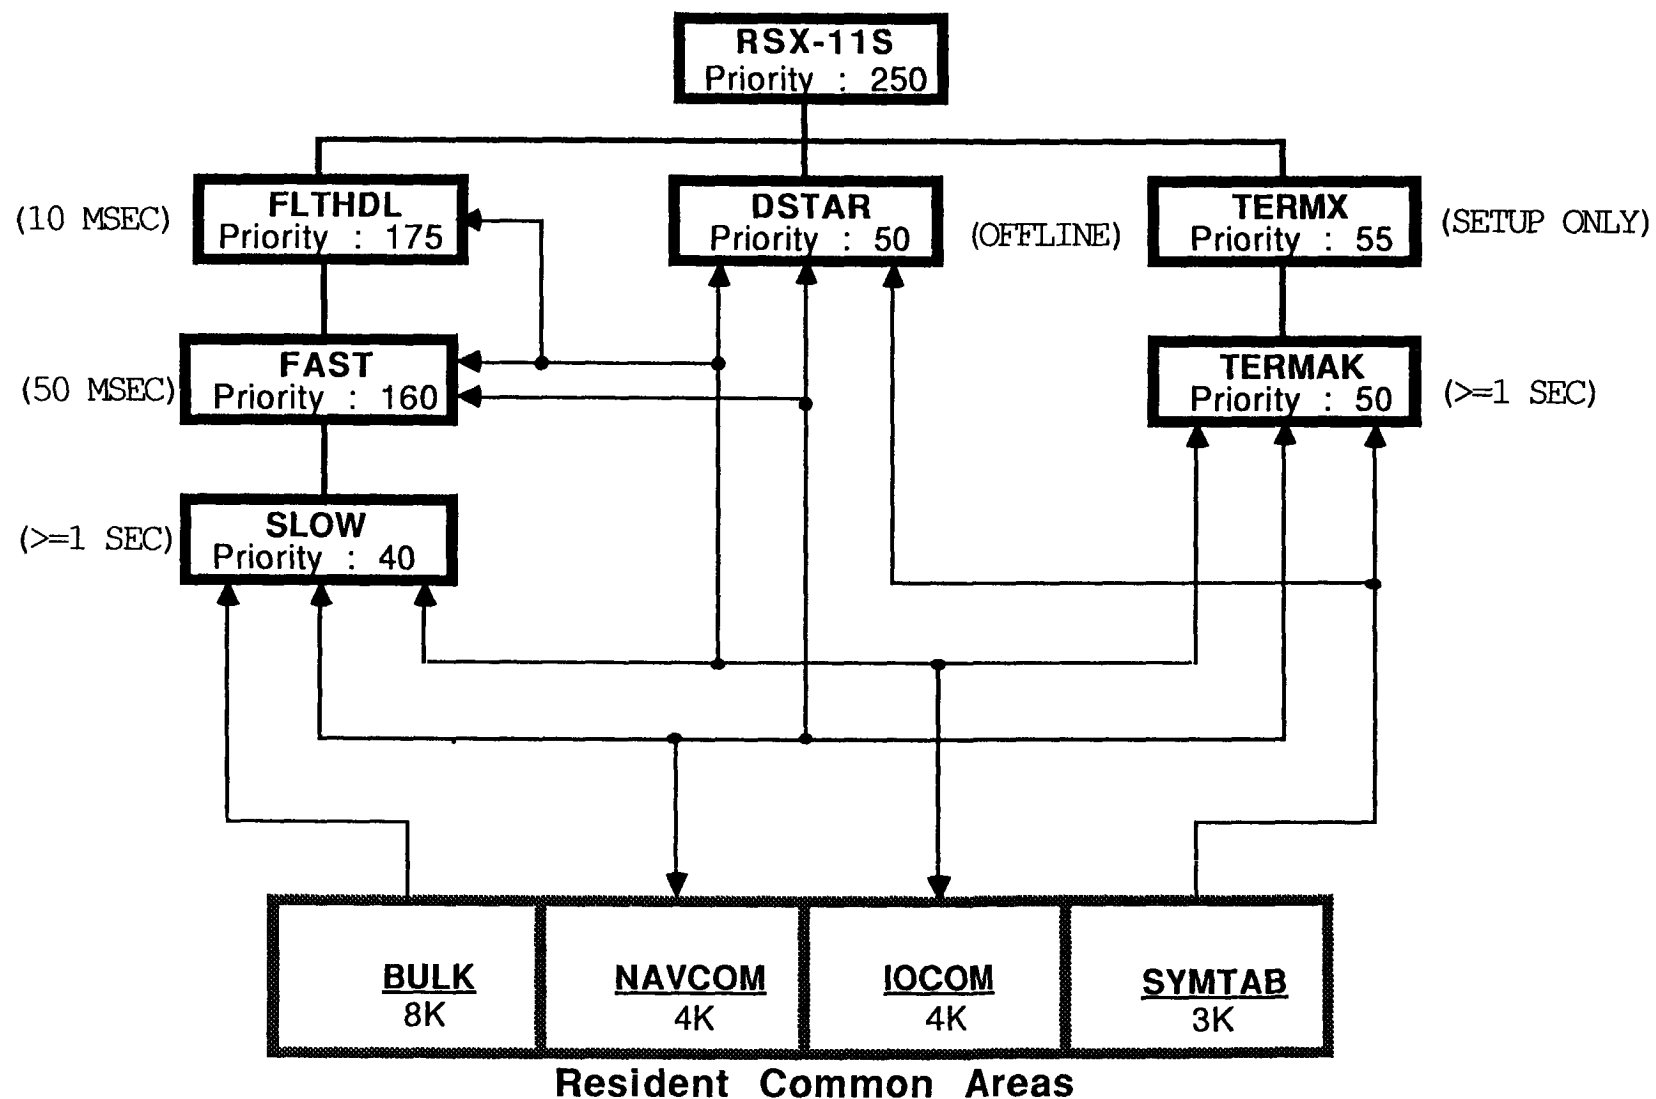 RSX-11S
Priority : 250
FLTHDL
Priority : 175
(10 MSEC)
DSTAR
Priority : 50
(OFFLINE)
TERMX
Priority : 55
(SETUP ONLY)
FAST
Priority : 160
(50 MSEC)
TERMAK
Priority : 50
(>=1 SEC)
SLOW
Priority : 40
(>=1 SEC)
BULK
8K
NAVCOM
4K
IOCOM
4K
SYMTAB
3K
Resident Common Areas